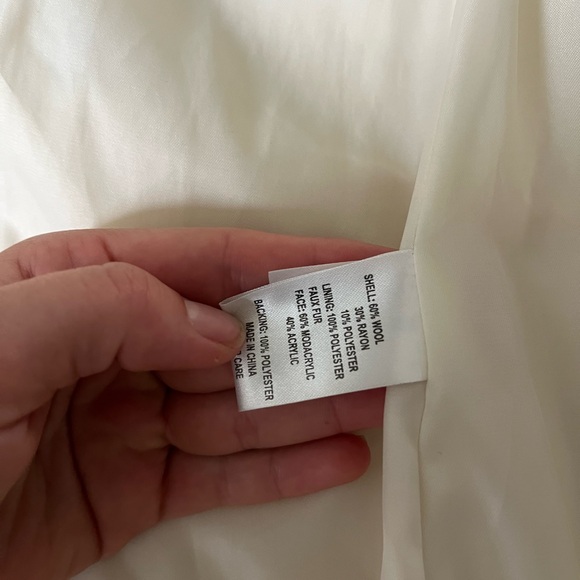 SHELL: 60% WOOL
30% RAYON
10% POLYESTER
LINING: 100% POLYESTER
FAUX FUR
FACE: 60% MODACRYLIC
40% ACRYLIC
BACKING: 100% POLYESTER
MADE IN CHINA
CARE